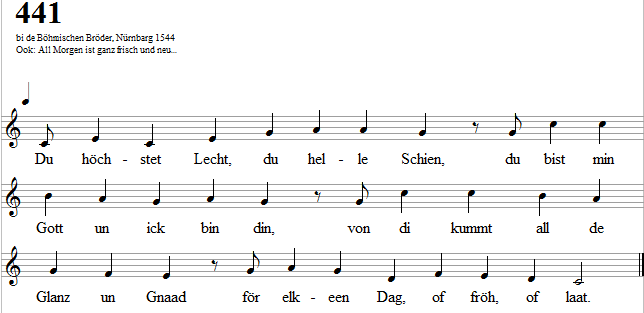 441
bi de Böhmischen Bröder, Nürnbarg 1544
Ook: All Morgen ist ganz frisch und neu...
Du höch - stet Lecht, du hel - le Schien, du bist min
Gott un ick bin din, von di kummt all de
Glanz un Gnaad för elk - een Dag, of fröh, of laat.